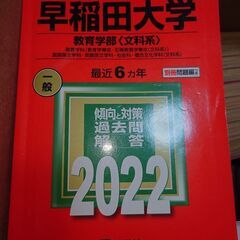 早稲田大学
教育学部〈文科系〉
一般
最近6カ年
別冊問題編
傾向と対策
過去問
解答
2022